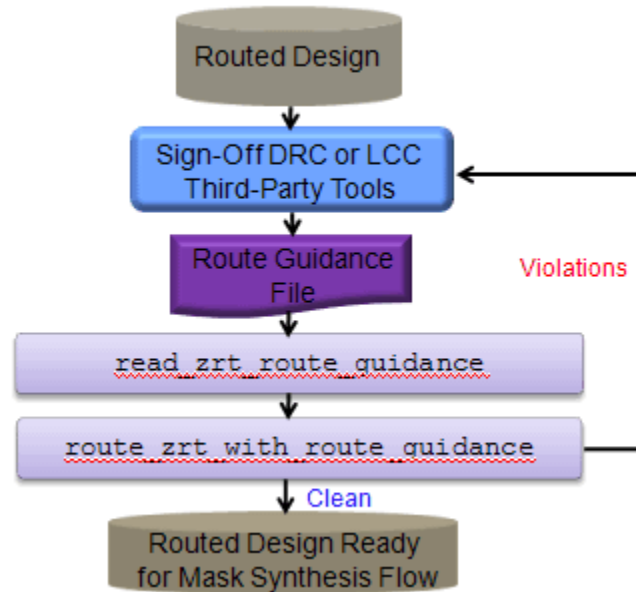 Routed Design
Sign-Off DRC or LCC
Third-Party Tools
Route Guidance
File
Violations
read_zrt_route_guidance
route_zrt_with_route_guidance
Clean
Routed Design Ready
for Mask Synthesis Flow